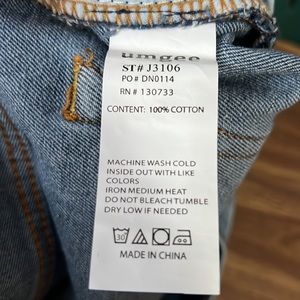 umgee
ST# J3106
PO# DN0114
RN# 130733
CONTENT: 100% COTTON
MACHINE WASH COLD
INSIDE OUT WITH LIKE
COLORS
IRON MEDIUM HEAT
DO NOT BLEACH TUMBLE
DRY LOW IF NEEDED
30
MADE IN CHINA